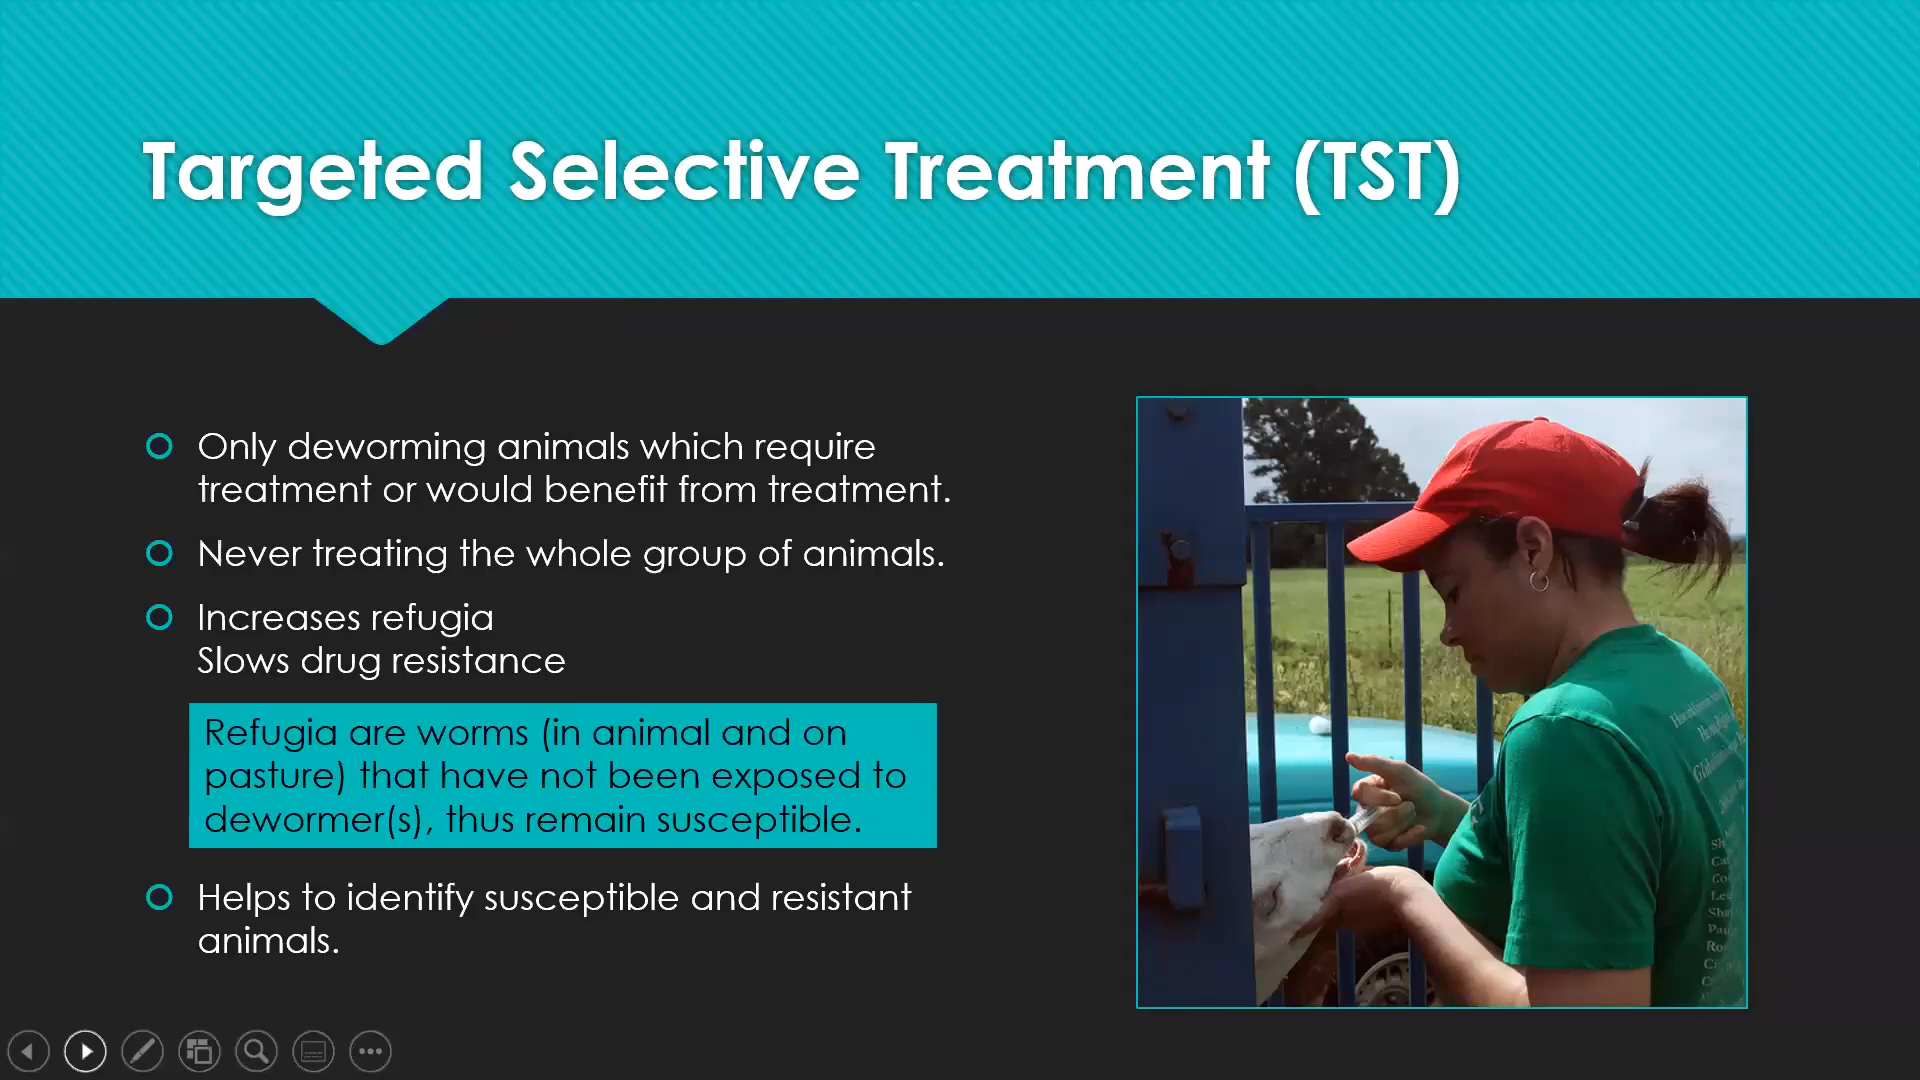 Targeted Selective Treatment (TST)
Only deworming animals which require
treatment or would benefit from treatment.
Never treating the whole group of animals.
Increases refugia
Slows drug resistance
Refugia are worms (in animal and on
pasture) that have not been exposed to
dewormer(s), thus remain susceptible.
Helps to identify susceptible and resistant
animals.